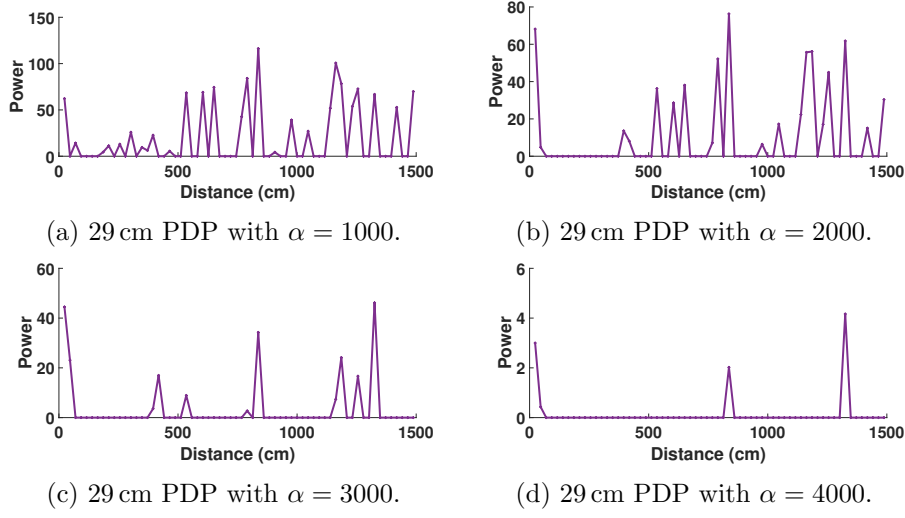 150
100
50
0
Power
0 500 1000 1500
Distance (cm)
(a) 29 cm PDP with α = 1000.
80
60
40
20
0
Power
0 500 1000 1500
Distance (cm)
(b) 29 cm PDP with α = 2000.
60
40
20
0
Power
0 500 1000 1500
Distance (cm)
(c) 29 cm PDP with α = 3000.
6
4
2
0
Power
0 500 1000 1500
Distance (cm)
(d) 29 cm PDP with α = 4000.